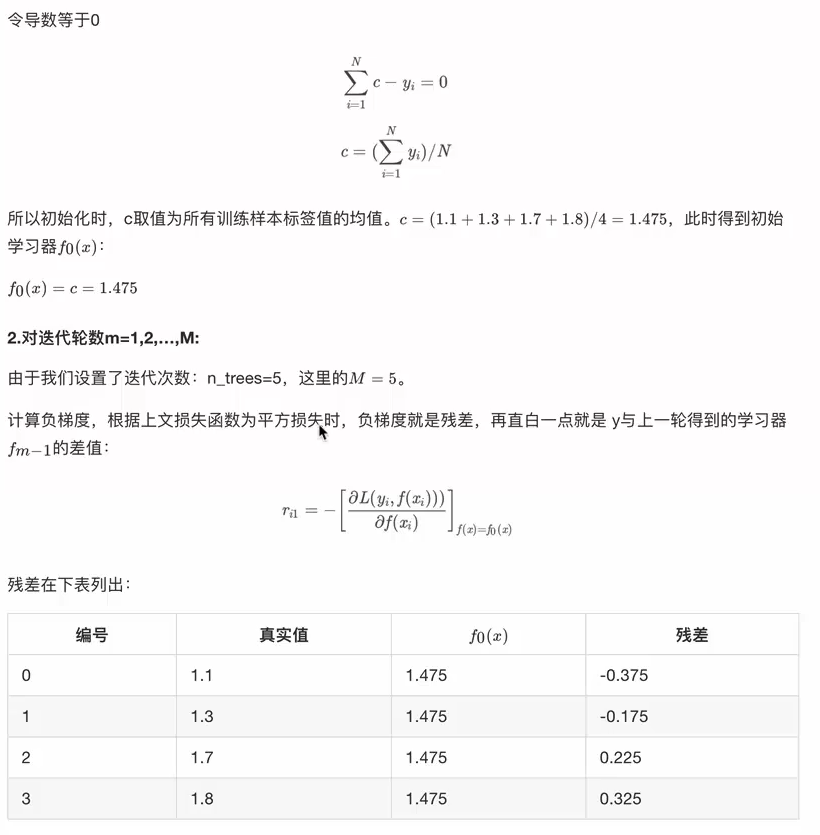 令导数等于0
$$\sum_{i=1}^{N} c - y_i = 0$$
$$c = (\sum_{i=1}^{N} y_i)/N$$
所以初始化时，c取值为所有训练样本标签值的均值。$c = (1.1 + 1.3 + 1.7 + 1.8)/4 = 1.475$，此时得到初始
学习器$f_0(x)$：
$f_0(x) = c = 1.475$
2.对迭代轮数m=1,2,…,M:
由于我们设置了迭代次数：n_trees=5，这里的$M = 5$。
计算负梯度，根据上文损失函数为平方损失时，负梯度就是残差，再直白一点就是 y与上一轮得到的学习器
$f_{m-1}$的差值：
$$r_{i1} = -\left[\frac{\partial L(y_i, f(x_i)))}{\partial f(x_i)}\right]_{f(x)=f_0(x)}$$
残差在下表列出：
编号 真实值 $f_0(x)$ 残差
0 1.1 1.475 -0.375
1 1.3 1.475 -0.175
2 1.7 1.475 0.225
3 1.8 1.475 0.325